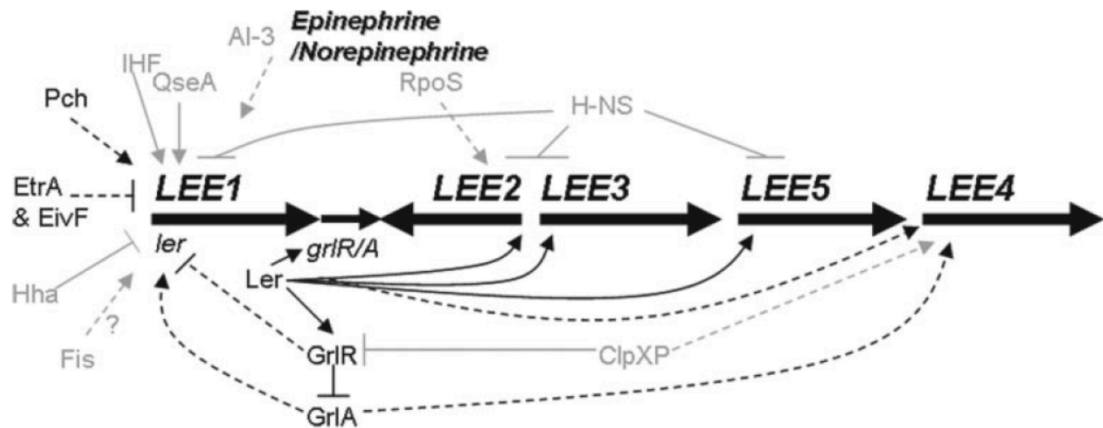 Epinephrine
/Norepinephrine
AI-3
IHF
QseA
RpoS
Pch
H-NS
EtrA
& EivF
LEE1
LEE2
LEE3
LEE5
LEE4
ler
grlR/A
Ler
Hha
?
Fis
GrlR
ClpXP
GrlA